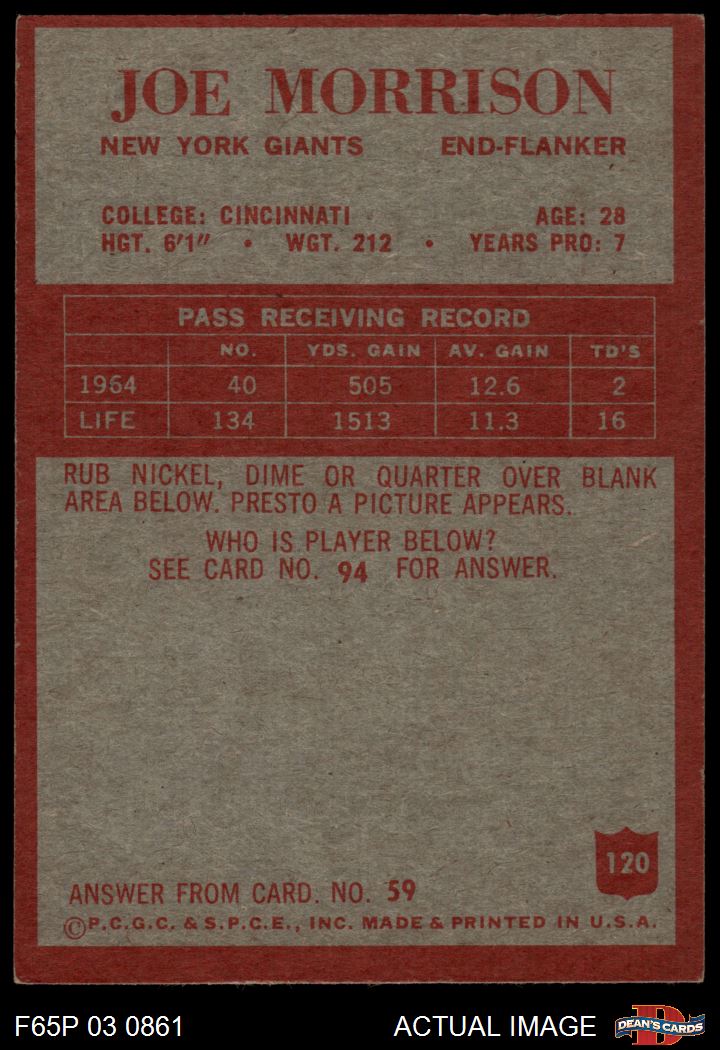 JOE MORRISON
NEW YORK GIANTS END-FLANKER
COLLEGE: CINCINNATI AGE: 28
HGT. 6'1" • WGT. 212 • YEARS PRO: 7
PASS RECEIVING RECORD
NO. YDS. GAIN AV. GAIN TD'S
1964 40 505 12.6 2
LIFE 134 1513 11.3 16
RUB NICKEL, DIME OR QUARTER OVER BLANK
AREA BELOW. PRESTO A PICTURE APPEARS.
WHO IS PLAYER BELOW?
SEE CARD NO. 94 FOR ANSWER.
120
ANSWER FROM CARD. NO. 59
©P.C.G.C. & S.P.C.E., INC. MADE & PRINTED IN U.S.A.
F65P 03 0861 ACTUAL IMAGE D DEAN'S CARDS